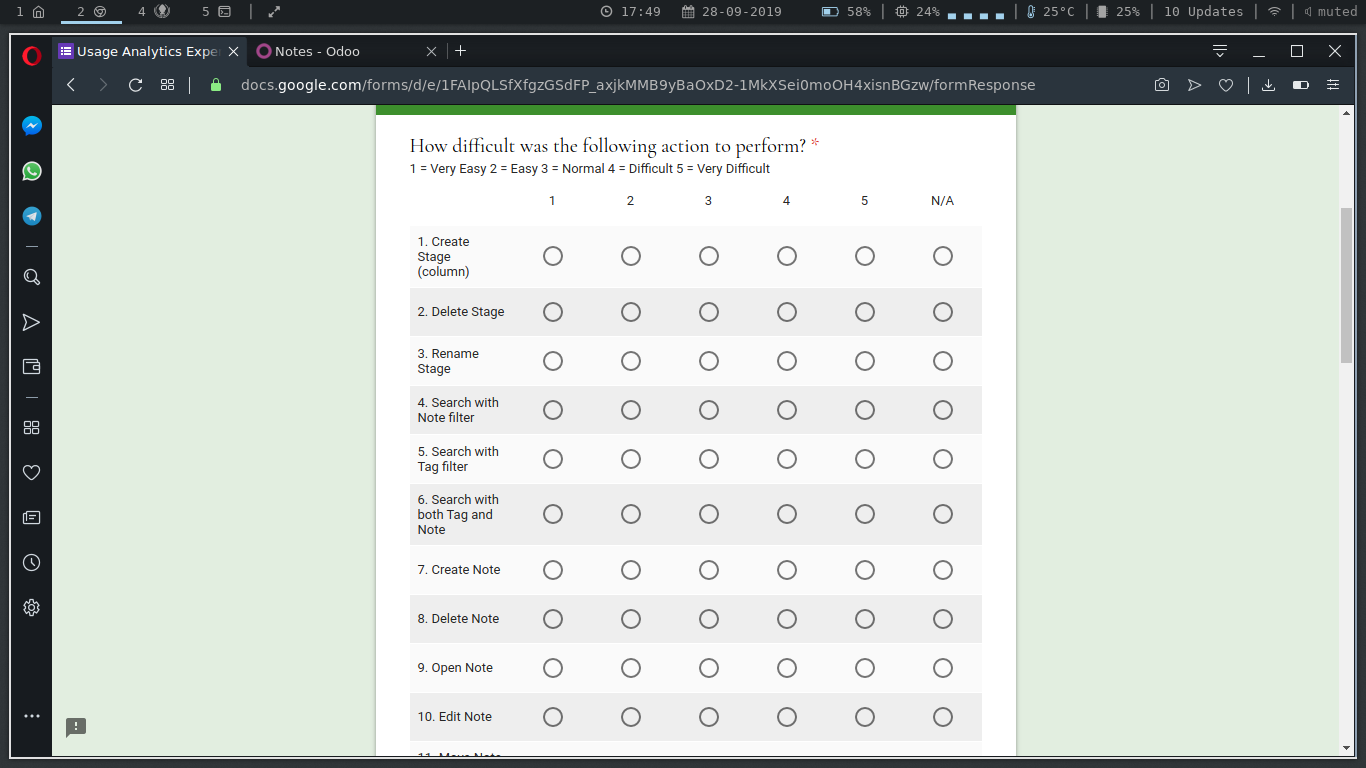 1 2 4 5 17:49 28-09-2019 58% 24% 25°C 25% 10 Updates muted
Usage Analytics Expe Notes - Odoo
docs.google.com/forms/d/e/1FAIpQLSfXfgzGSdFP_axjkMMB9yBaOxD2-1MkXSei0moOH4xisnBGzw/formResponse
How difficult was the following action to perform? *
1 = Very Easy 2 = Easy 3 = Normal 4 = Difficult 5 = Very Difficult
1 2 3 4 5 N/A
1. Create
Stage
(column)
2. Delete Stage
3. Rename
Stage
4. Search with
Note filter
5. Search with
Tag filter
6. Search with
both Tag and
Note
7. Create Note
8. Delete Note
9. Open Note
10. Edit Note
11. Move Note